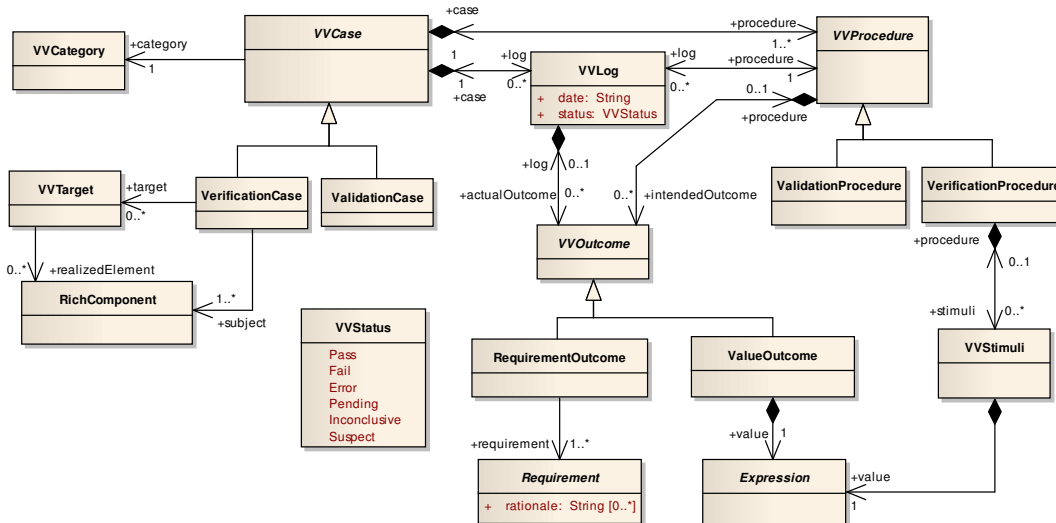 +case
VVCase
+procedure
VVProcedure
VVCategory
+category
1
1..*
1
1
+log
0..*
+case
VVLog
+ date: String
+ status: VVStatus
+log
0..*
+procedure
1
0..1
+procedure
+log
0..1
+actualOutcome
0..*
0..*
+intendedOutcome
VVTarget
+target
0..*
VerificationCase
ValidationCase
ValidationProcedure
VerificationProcedure
+procedure
0..1
VVOutcome
0..*
+realizedElement
RichComponent
1..*
+subject
+stimuli
0..*
VVStatus
Pass
Fail
Error
Pending
Inconclusive
Suspect
RequirementOutcome
ValueOutcome
VVStimuli
+requirement
1..*
+value
1
Requirement
+ rationale: String [0..*]
Expression
+value
1